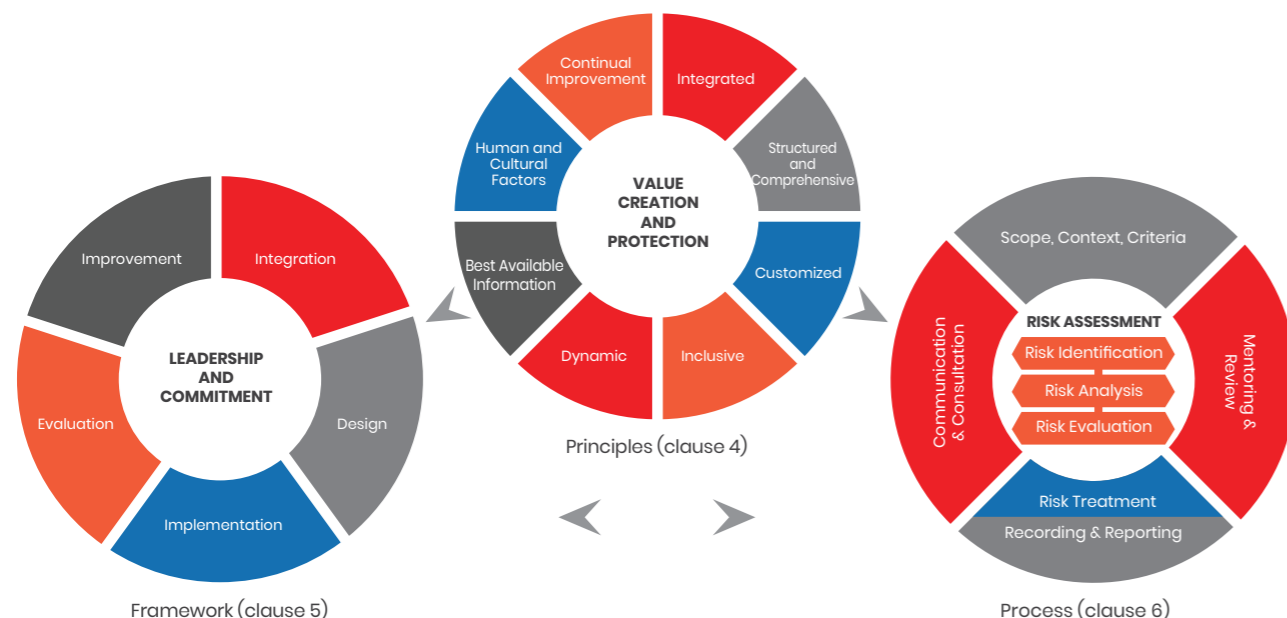 Continual
Improvement
Integrated
Structured
and
Comprehensive
Customized
Inclusive
Dynamic
Best Available
Information
Human and
Cultural
Factors
VALUE
CREATION
AND
PROTECTION
Principles (clause 4)
Improvement
Integration
Design
Implementation
Evaluation
LEADERSHIP
AND
COMMITMENT
Framework (clause 5)
Scope, Context, Criteria
Communication
& Consultation
RISK ASSESSMENT
Risk Identification
Risk Analysis
Risk Evaluation
Mentoring &
Review
Risk Treatment
Recording & Reporting
Process (clause 6)